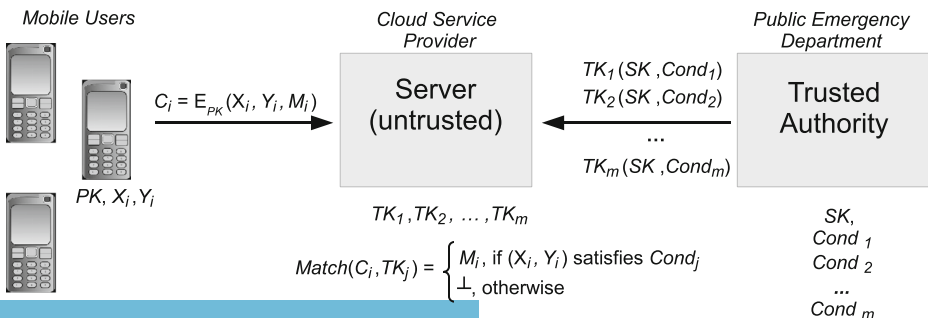 Mobile Users
Cloud Service
Provider
Public Emergency
Department
C_i = E_PK(X_i, Y_i, M_i)
PK, X_i, Y_i
Server
(untrusted)
TK_1(SK, Cond_1)
TK_2(SK, Cond_2)
...
TK_m(SK, Cond_m)
Trusted
Authority
TK_1, TK_2, ..., TK_m
Match(C_i, TK_j) = { M_i, if (X_i, Y_i) satisfies Cond_j
⊥, otherwise
SK,
Cond_1
Cond_2
...
Cond_m